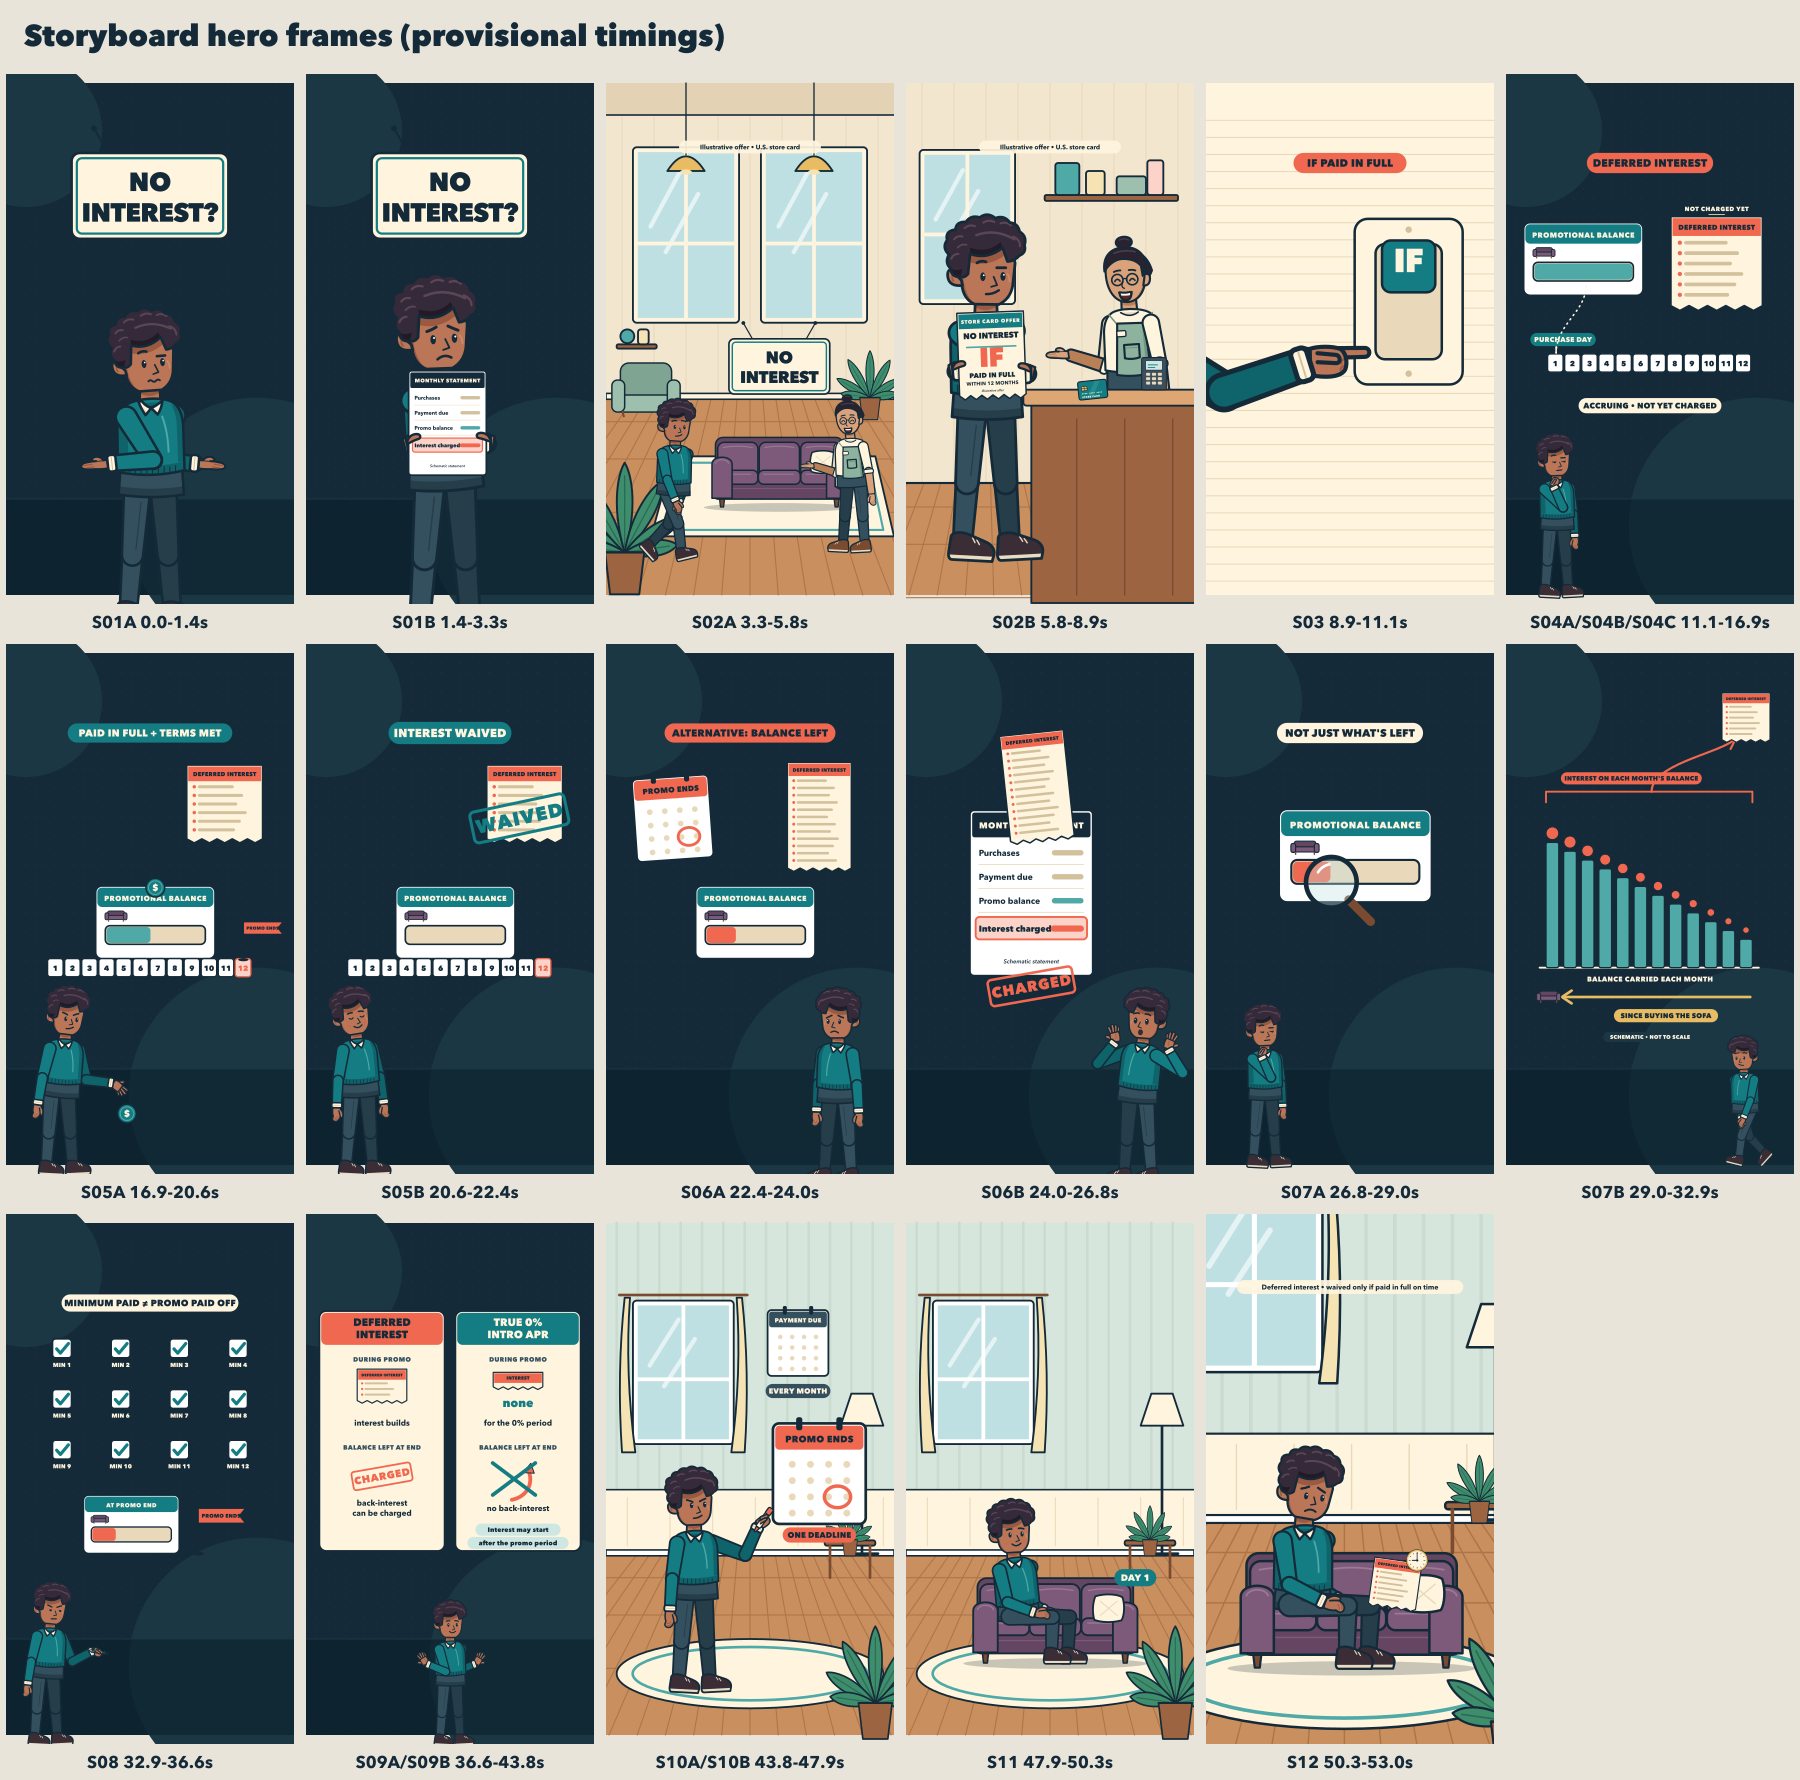 Storyboard hero frames (provisional timings)
NO
INTEREST?
S01A 0.0-1.4s
NO
INTEREST?
MONTHLY STATEMENT
Purchases
Payment due
Promo balance
Interest charged
Schematic statement
S01B 1.4-3.3s
Illustrative offer • U.S. store card
NO
INTEREST
S02A 3.3-5.8s
Illustrative offer • U.S. store card
STORE CARD OFFER
NO INTEREST
IF
PAID IN FULL
WITHIN 12 MONTHS
Illustrative offer
S02B 5.8-8.9s
IF PAID IN FULL
IF
S03 8.9-11.1s
DEFERRED INTEREST
NOT CHARGED YET
DEFERRED INTEREST
PROMOTIONAL BALANCE
PURCHASE DAY
1 2 3 4 5 6 7 8 9 10 11 12
ACCRUING • NOT YET CHARGED
S04A/S04B/S04C 11.1-16.9s
PAID IN FULL + TERMS MET
DEFERRED INTEREST
$
PROMOTIONAL BALANCE
PROMO ENDS
1 2 3 4 5 6 7 8 9 10 11 12
$
S05A 16.9-20.6s
INTEREST WAIVED
DEFERRED INTEREST
WAIVED
PROMOTIONAL BALANCE
1 2 3 4 5 6 7 8 9 10 11 12
S05B 20.6-22.4s
ALTERNATIVE: BALANCE LEFT
PROMO ENDS
DEFERRED INTEREST
PROMOTIONAL BALANCE
S06A 22.4-24.0s
DEFERRED INTEREST
MONT NT
Purchases
Payment due
Promo balance
Interest charged
Schematic statement
CHARGED
S06B 24.0-26.8s
NOT JUST WHAT'S LEFT
PROMOTIONAL BALANCE
S07A 26.8-29.0s
DEFERRED INTEREST
INTEREST ON EACH MONTH'S BALANCE
BALANCE CARRIED EACH MONTH
SINCE BUYING THE SOFA
SCHEMATIC • NOT TO SCALE
S07B 29.0-32.9s
MINIMUM PAID ≠ PROMO PAID OFF
MIN 1 MIN 2 MIN 3 MIN 4
MIN 5 MIN 6 MIN 7 MIN 8
MIN 9 MIN 10 MIN 11 MIN 12
AT PROMO END
PROMO ENDS
S08 32.9-36.6s
DEFERRED
INTEREST
DURING PROMO
DEFERRED INTEREST
interest builds
BALANCE LEFT AT END
CHARGED
back-interest
can be charged
TRUE 0%
INTRO APR
DURING PROMO
INTEREST
none
for the 0% period
BALANCE LEFT AT END
no back-interest
Interest may start
after the promo period
S09A/S09B 36.6-43.8s
PAYMENT DUE
EVERY MONTH
PROMO ENDS
ONE DEADLINE
S10A/S10B 43.8-47.9s
DAY 1
S11 47.9-50.3s
Deferred interest • waived only if paid in full on time
DEFERRED
S12 50.3-53.0s